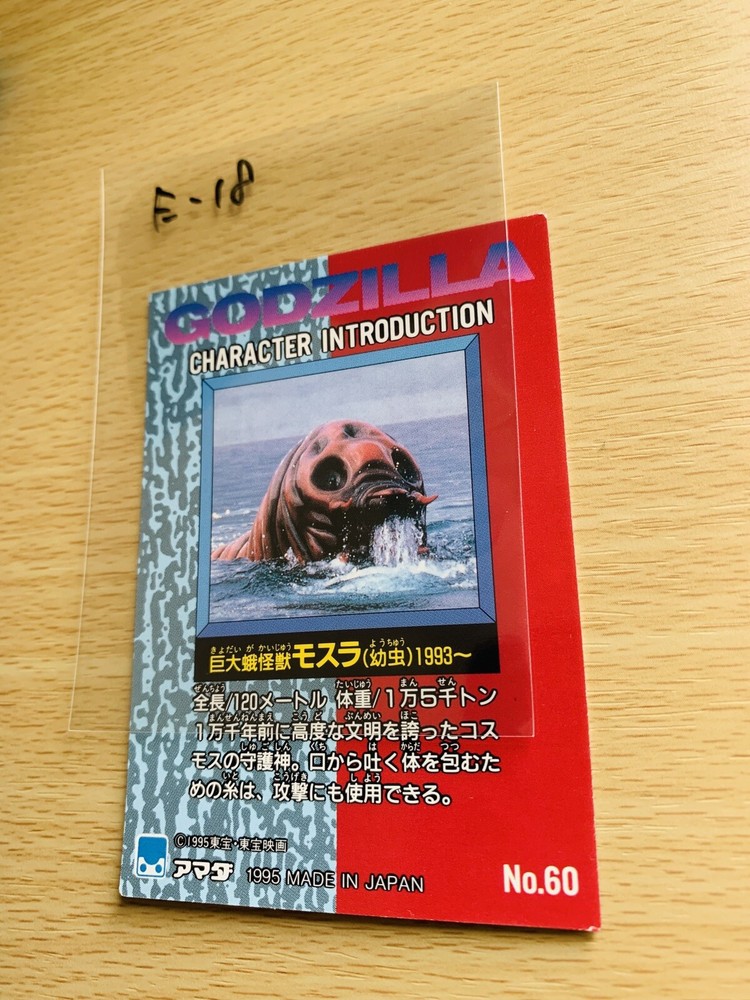 E-18
GODZILLA
CHARACTER INTRODUCTION
きょだい が かいじゅう ようちゅう
巨大蛾怪獣モスラ(幼虫)1993〜
ぜんちょう たいじゅう まん せん
全長/120メートル 体重/1万5千トン
まんせんねんまえ こうど ぶんめい ほこ
1万千年前に高度な文明を誇ったコス
しゅごしん くち は からだ つつ
モスの守護神。口から吐く体を包むた
いと こうげき しよう
めの糸は、攻撃にも使用できる。
©1995東宝・東宝映画
アマダ 1995 MADE IN JAPAN
No.60